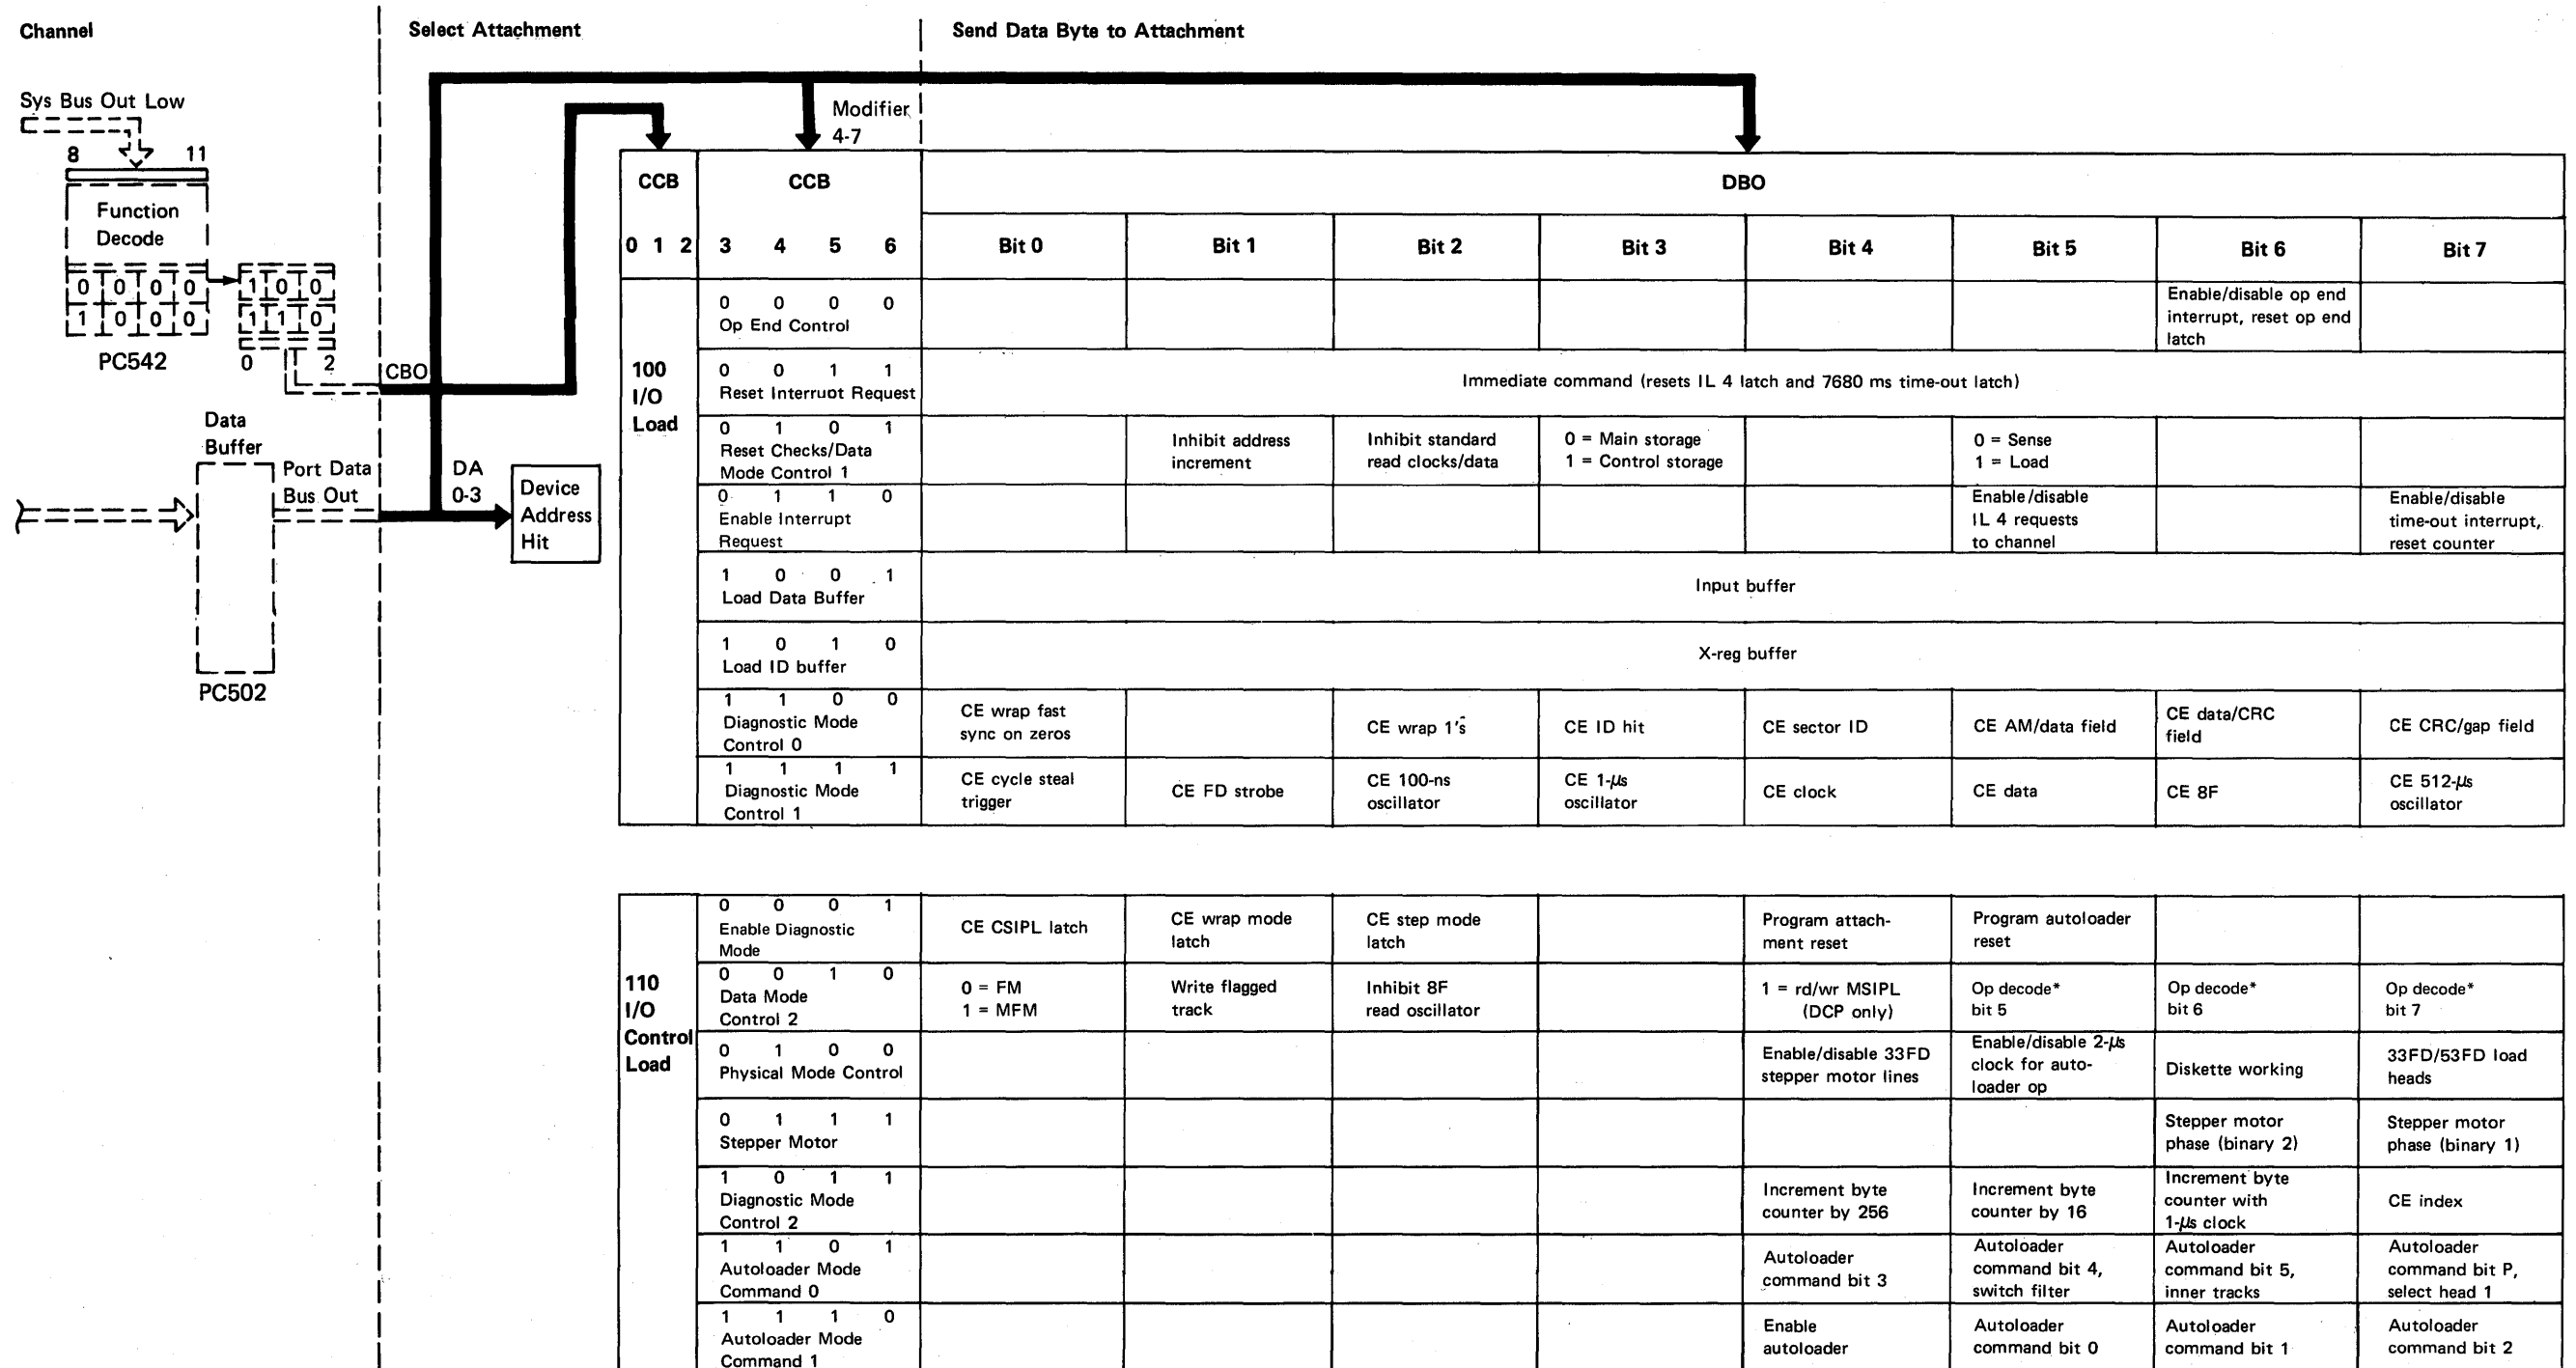 Channel
Select Attachment
Send Data Byte to Attachment
Sys Bus Out Low
8 11
Function
Decode
0 0 0 0
1 0 0 0
PC542
1 0 0
1 1 0
0 2
CBO
Data
Buffer
Port Data
Bus Out
PC502
DA
0-3
Device
Address
Hit
Modifier
4-7
CCB CCB DBO
0 1 2 3 4 5 6 Bit 0 Bit 1 Bit 2 Bit 3 Bit 4 Bit 5 Bit 6 Bit 7
100
I/O
Load
0 0 0 0
Op End Control
Enable/disable op end
interrupt, reset op end
latch
0 0 1 1
Reset Interrupt Request
Immediate command (resets IL 4 latch and 7680 ms time-out latch)
0 1 0 1
Reset Checks/Data
Mode Control 1
Inhibit address
increment
Inhibit standard
read clocks/data
0 = Main storage
1 = Control storage
0 = Sense
1 = Load
0 1 1 0
Enable Interrupt
Request
Enable/disable
IL 4 requests
to channel
Enable/disable
time-out interrupt,
reset counter
1 0 0 1
Load Data Buffer
Input buffer
1 0 1 0
Load ID buffer
X-reg buffer
1 1 0 0
Diagnostic Mode
Control 0
CE wrap fast
sync on zeros
CE wrap 1's
CE ID hit
CE sector ID
CE AM/data field
CE data/CRC
field
CE CRC/gap field
1 1 1 1
Diagnostic Mode
Control 1
CE cycle steal
trigger
CE FD strobe
CE 100-ns
oscillator
CE 1-μs
oscillator
CE clock
CE data
CE 8F
CE 512-μs
oscillator
110
I/O
Control
Load
0 0 0 1
Enable Diagnostic
Mode
CE CSIPL latch
CE wrap mode
latch
CE step mode
latch
Program attach-
ment reset
Program autoloader
reset
0 0 1 0
Data Mode
Control 2
0 = FM
1 = MFM
Write flagged
track
Inhibit 8F
read oscillator
1 = rd/wr MSIPL
(DCP only)
Op decode*
bit 5
Op decode*
bit 6
Op decode*
bit 7
0 1 0 0
Physical Mode Control
Enable/disable 33FD
stepper motor lines
Enable/disable 2-μs
clock for auto-
loader op
Diskette working
33FD/53FD load
heads
0 1 1 1
Stepper Motor
Stepper motor
phase (binary 2)
Stepper motor
phase (binary 1)
1 0 1 1
Diagnostic Mode
Control 2
Increment byte
counter by 256
Increment byte
counter by 16
Increment byte
counter with
1-μs clock
CE index
1 1 0 1
Autoloader Mode
Command 0
Autoloader
command bit 3
Autoloader
command bit 4,
switch filter
Autoloader
command bit 5,
inner tracks
Autoloader
command bit P,
select head 1
1 1 1 0
Autoloader Mode
Command 1
Enable
autoloader
Autoloader
command bit 0
Autoloader
command bit 1
Autoloader
command bit 2